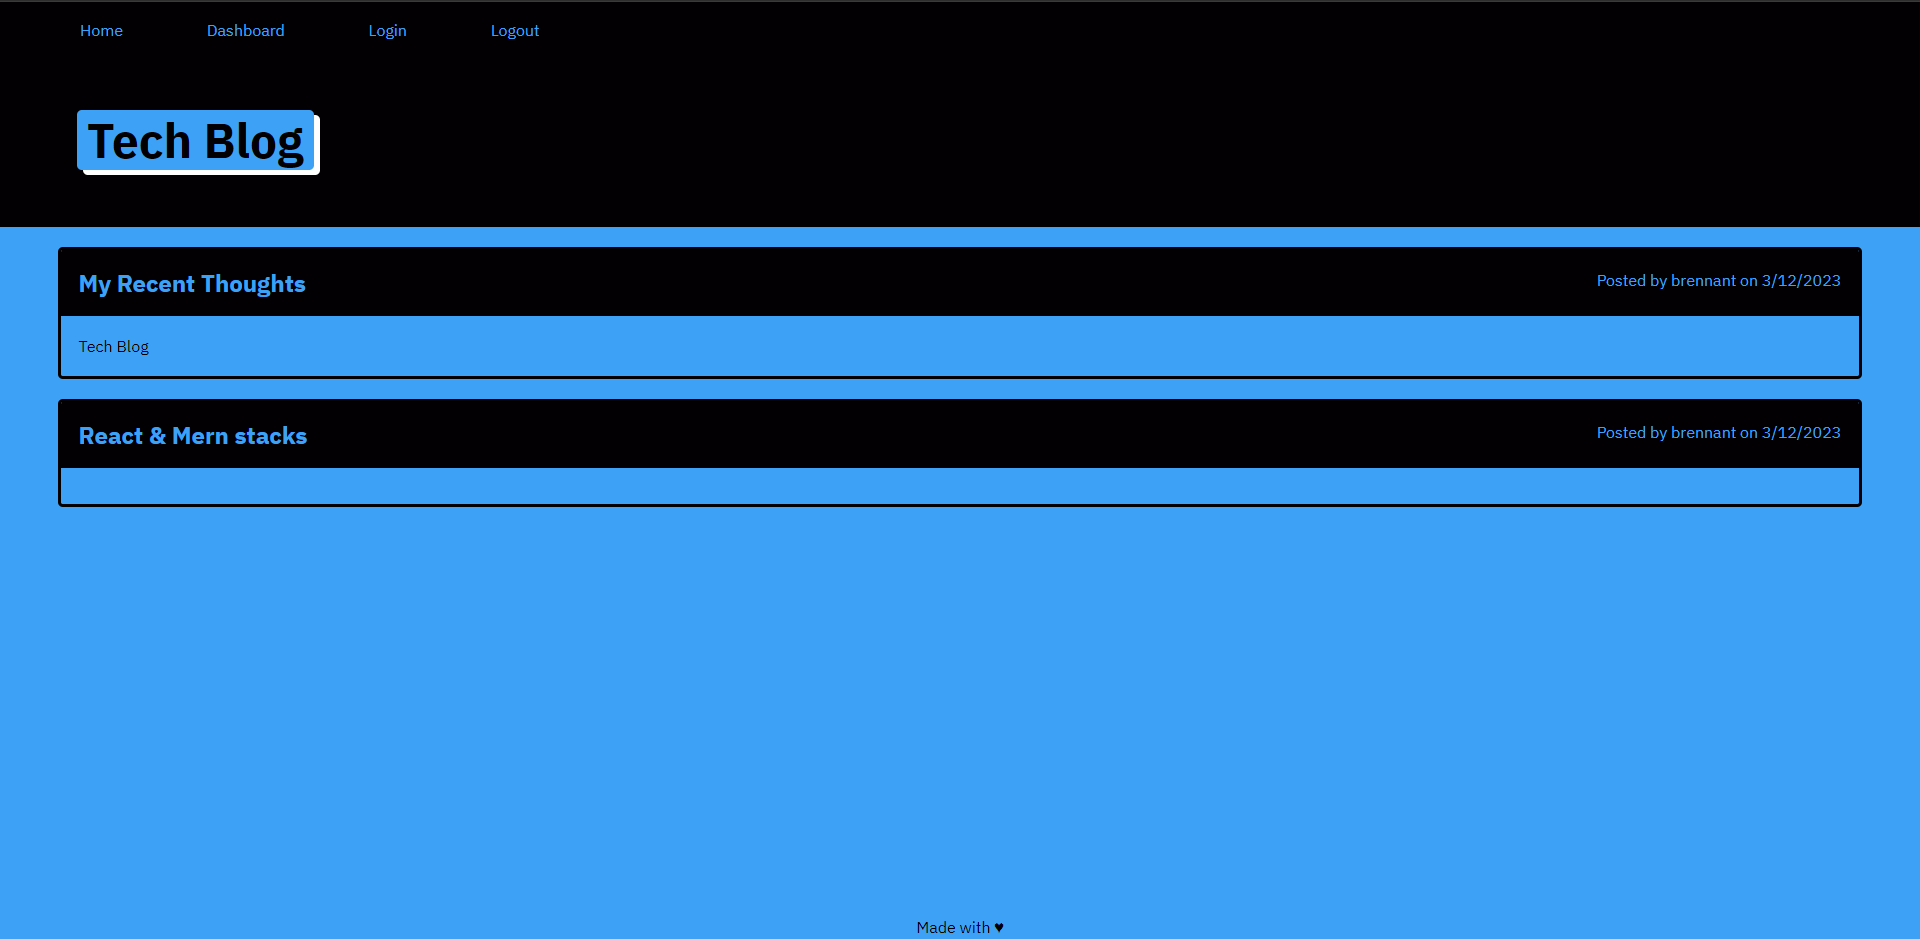 Home Dashboard Login Logout
Tech Blog
My Recent Thoughts Posted by brennant on 3/12/2023
Tech Blog
React & Mern stacks Posted by brennant on 3/12/2023
Made with ♥